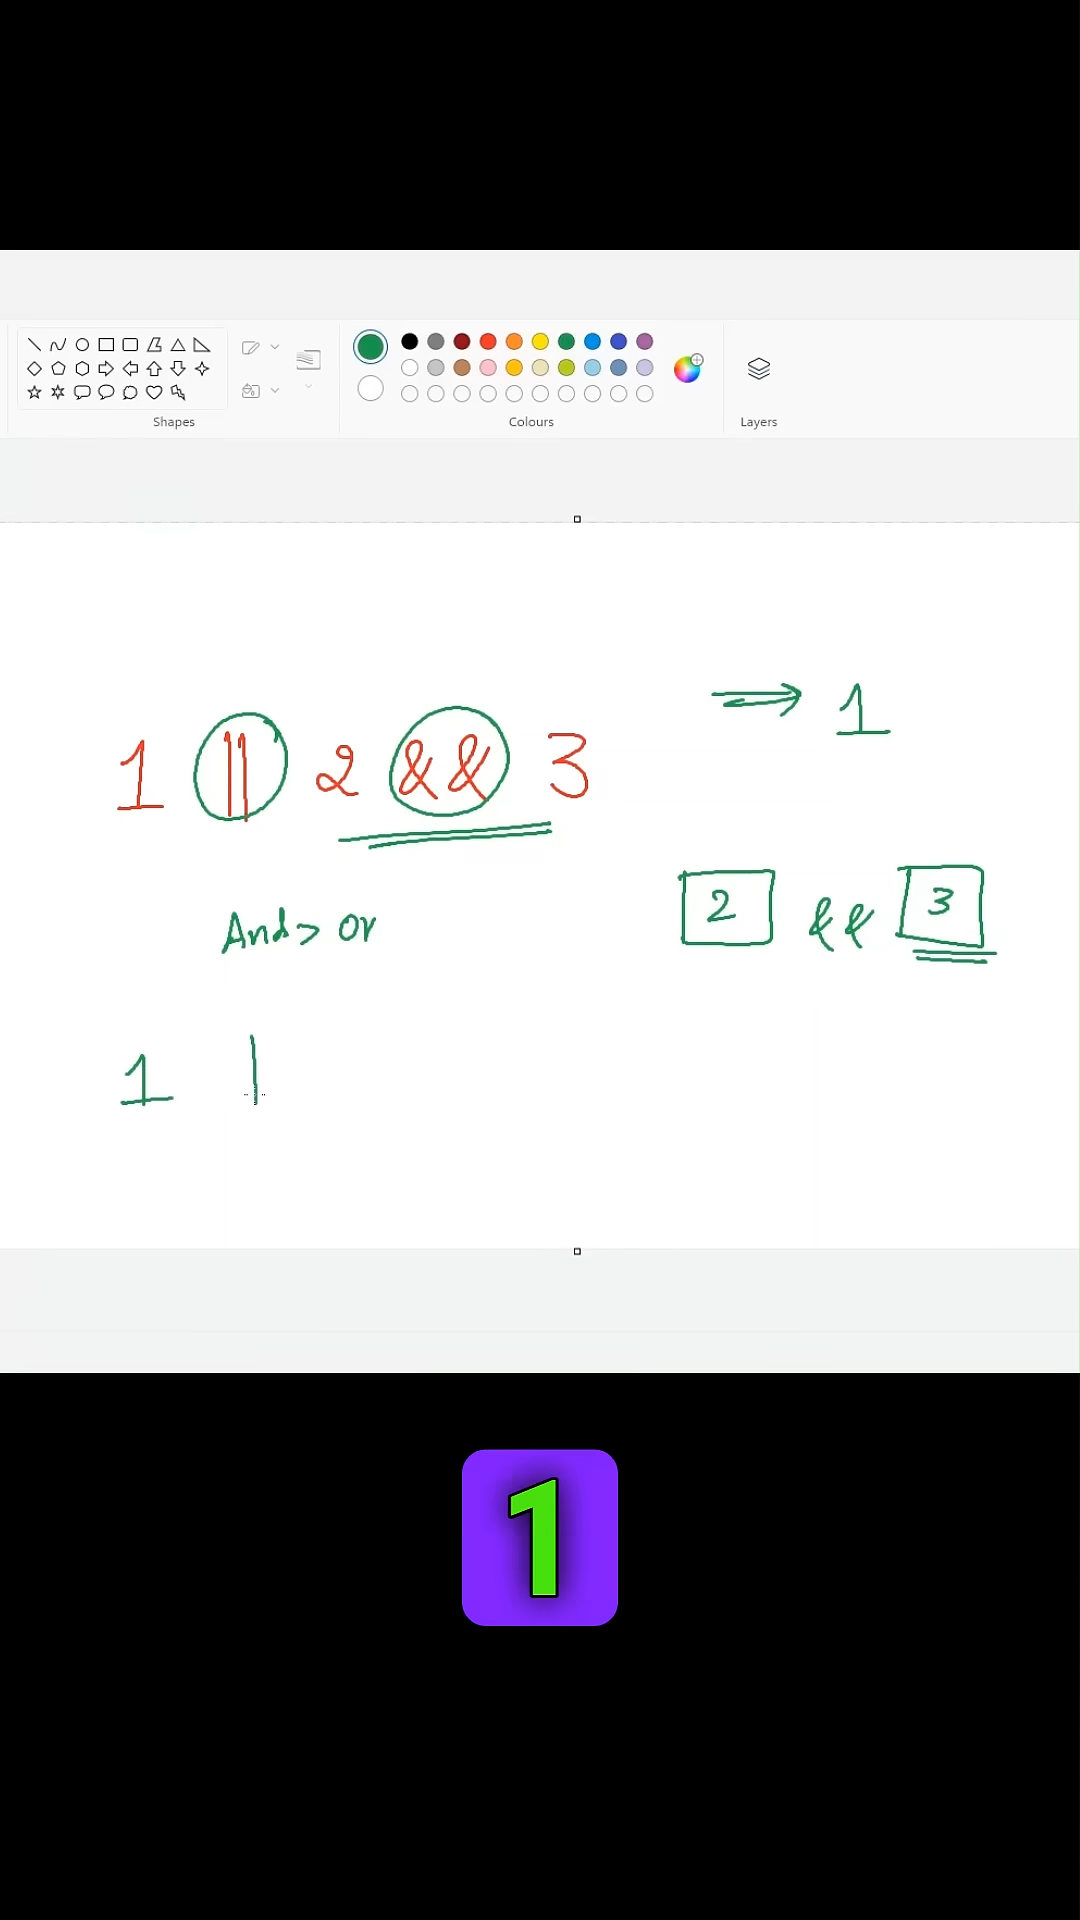 Shapes
Colours
Layers
1 || 2 && 3
⇒ 1
And > or
2 && 3
1 |
1